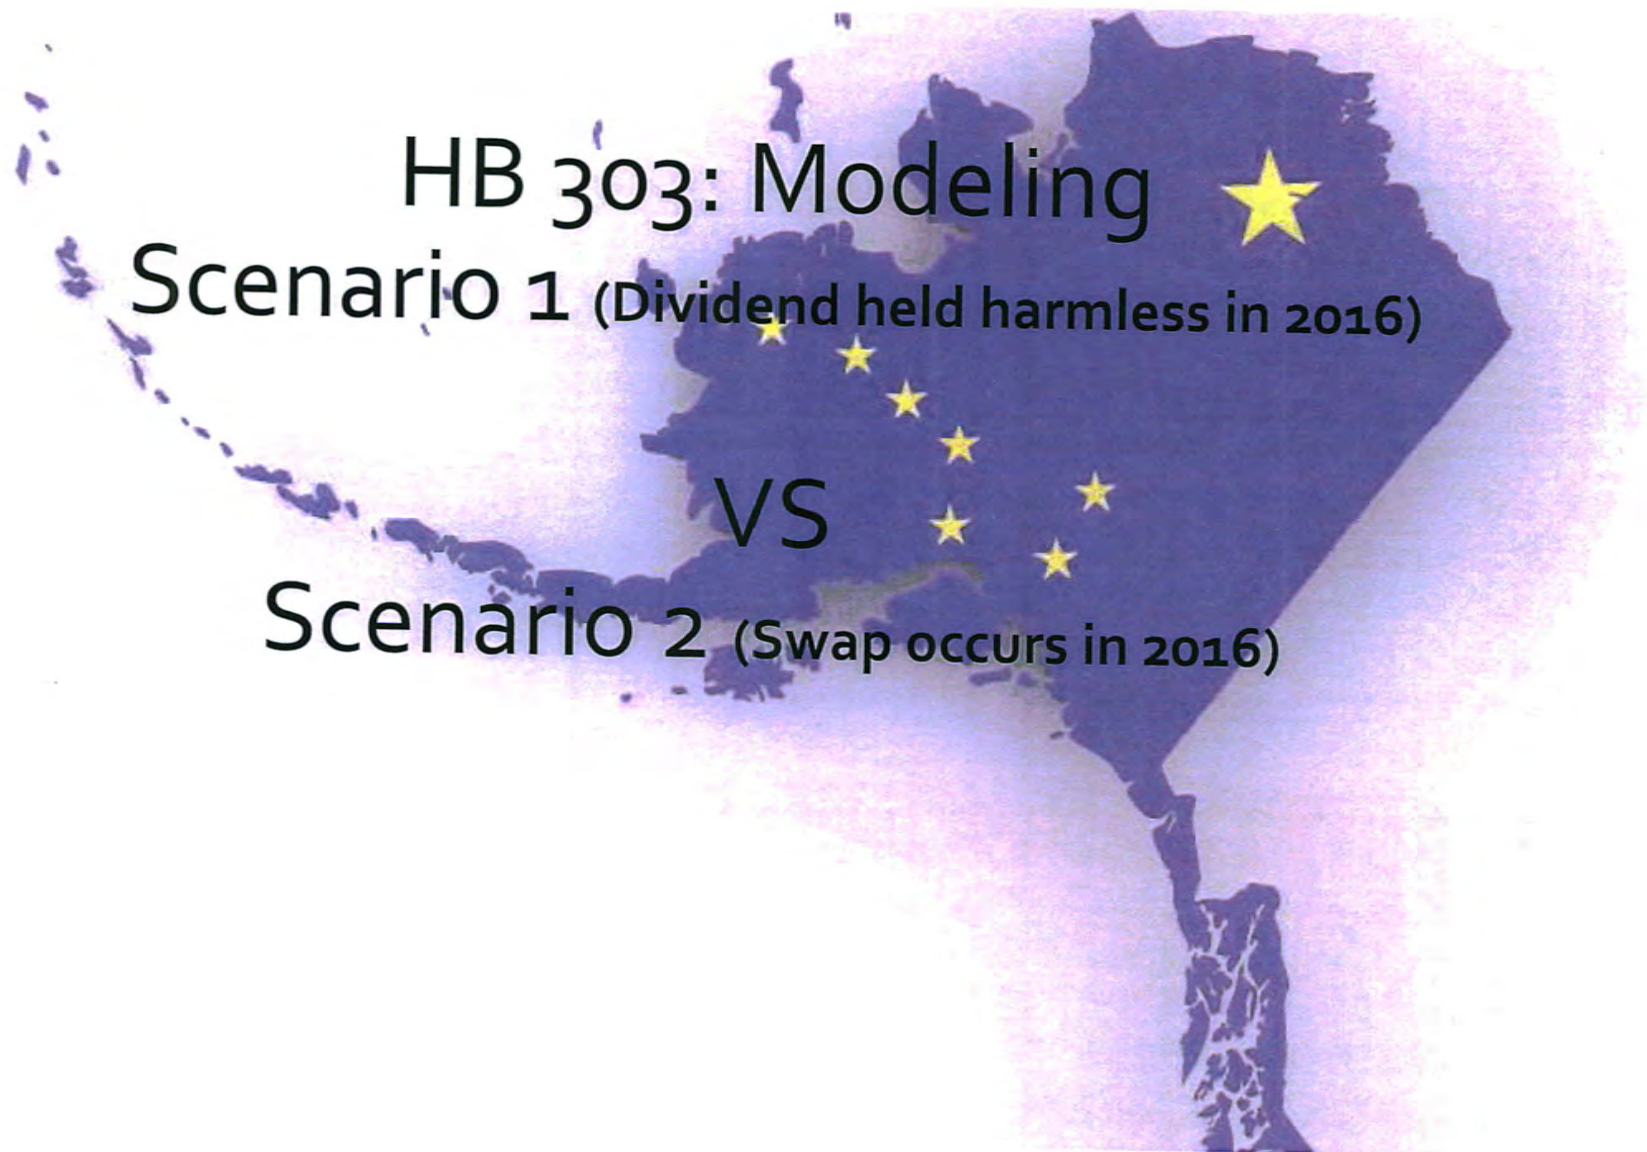 HB 303: Modeling
Scenario 1 (Dividend held harmless in 2016)
VS
Scenario 2 (Swap occurs in 2016)